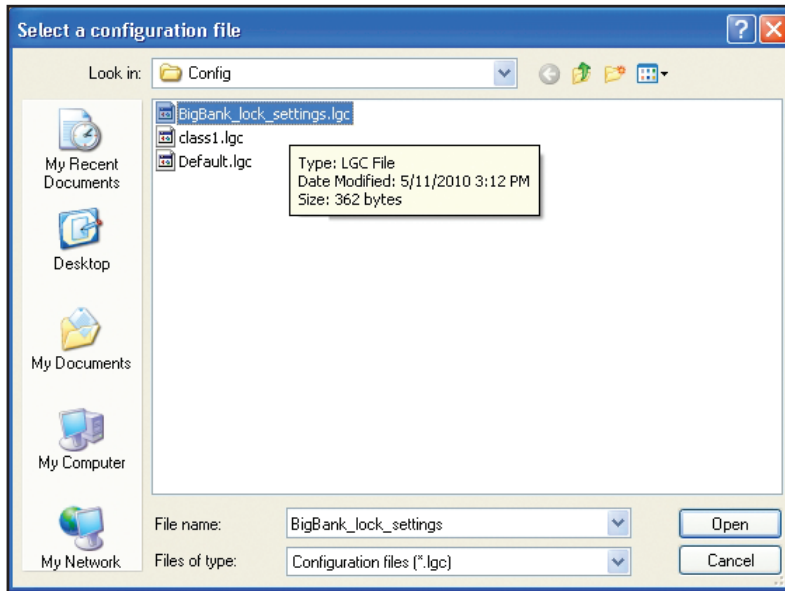 Select a configuration file
Look in: Config
My Recent Documents
Desktop
My Documents
My Computer
My Network
BigBank_lock_settings.lgc
class1.lgc
Default.lgc
Type: LGC File
Date Modified: 5/11/2010 3:12 PM
Size: 362 bytes
File name: BigBank_lock_settings
Open
Files of type: Configuration files (*.lgc)
Cancel